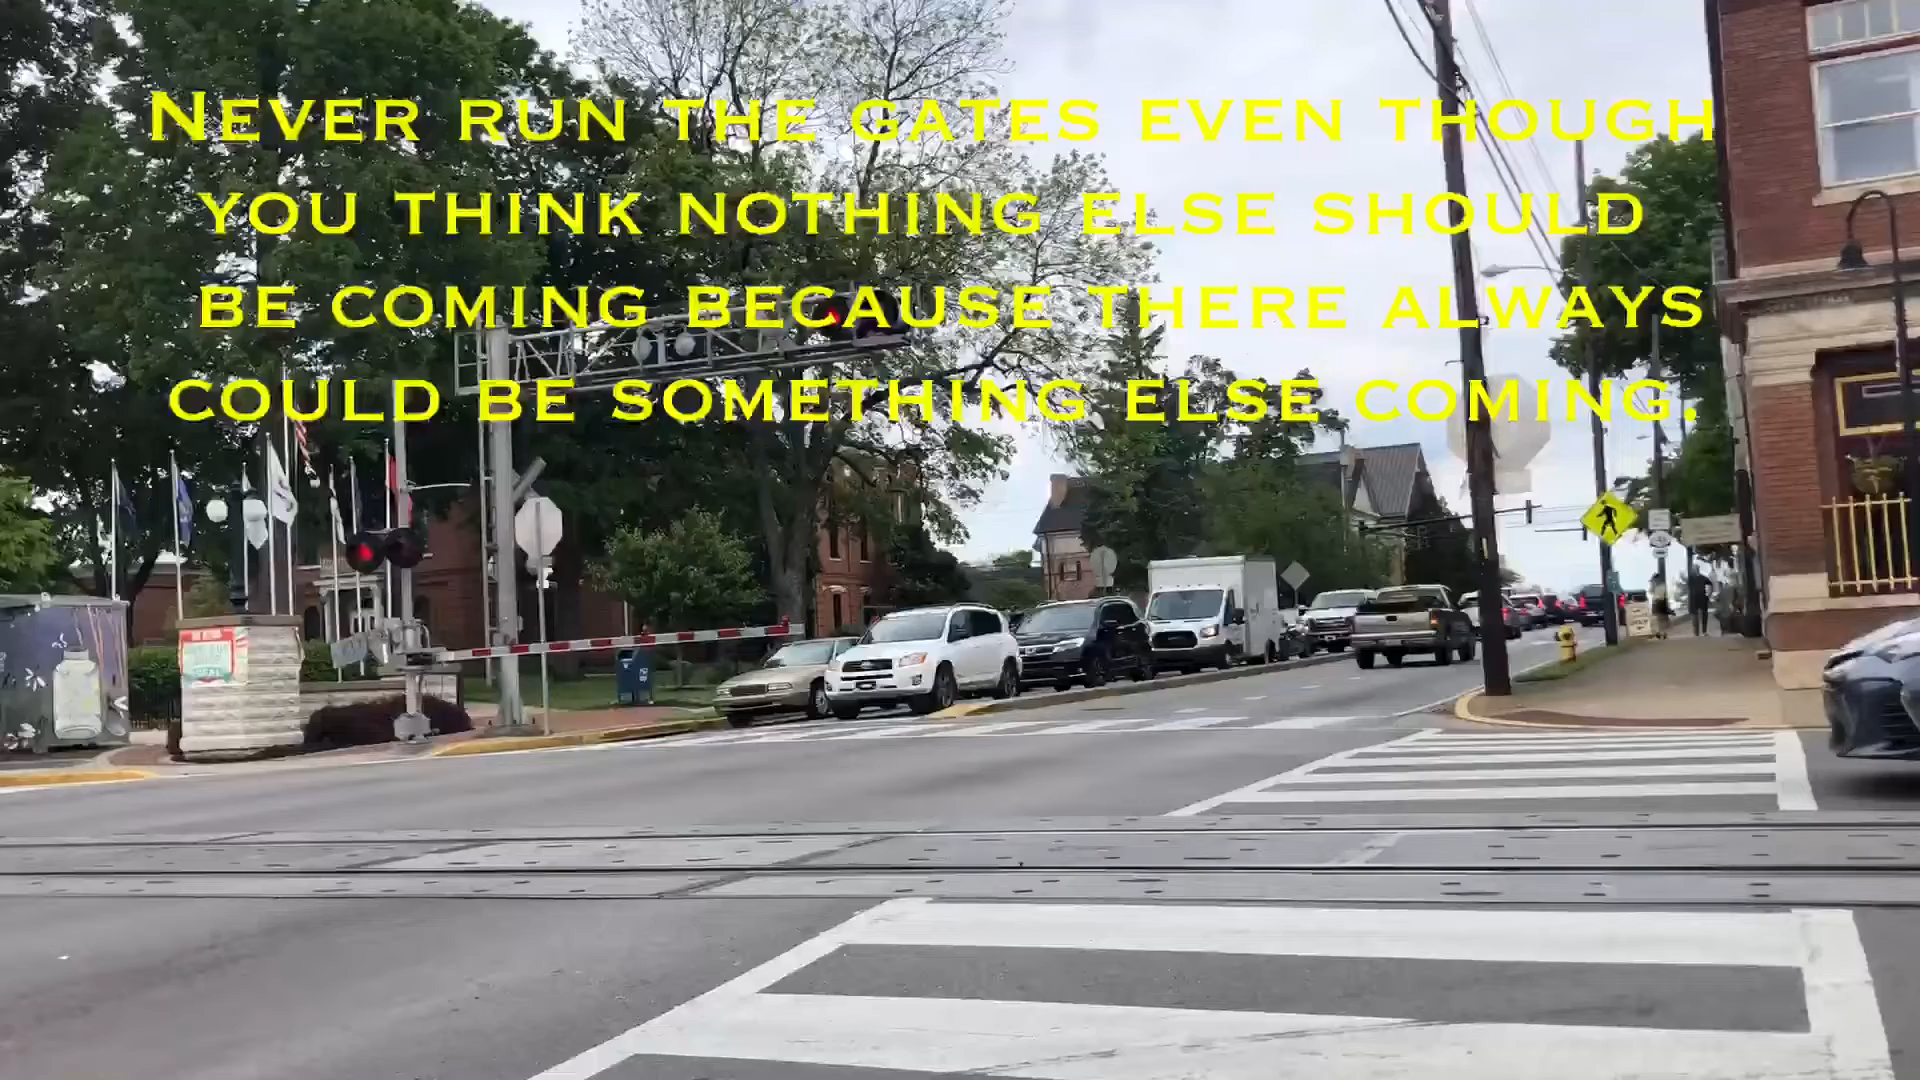 Never run the gates even though
you think nothing else should
be coming because there always
could be something else coming.